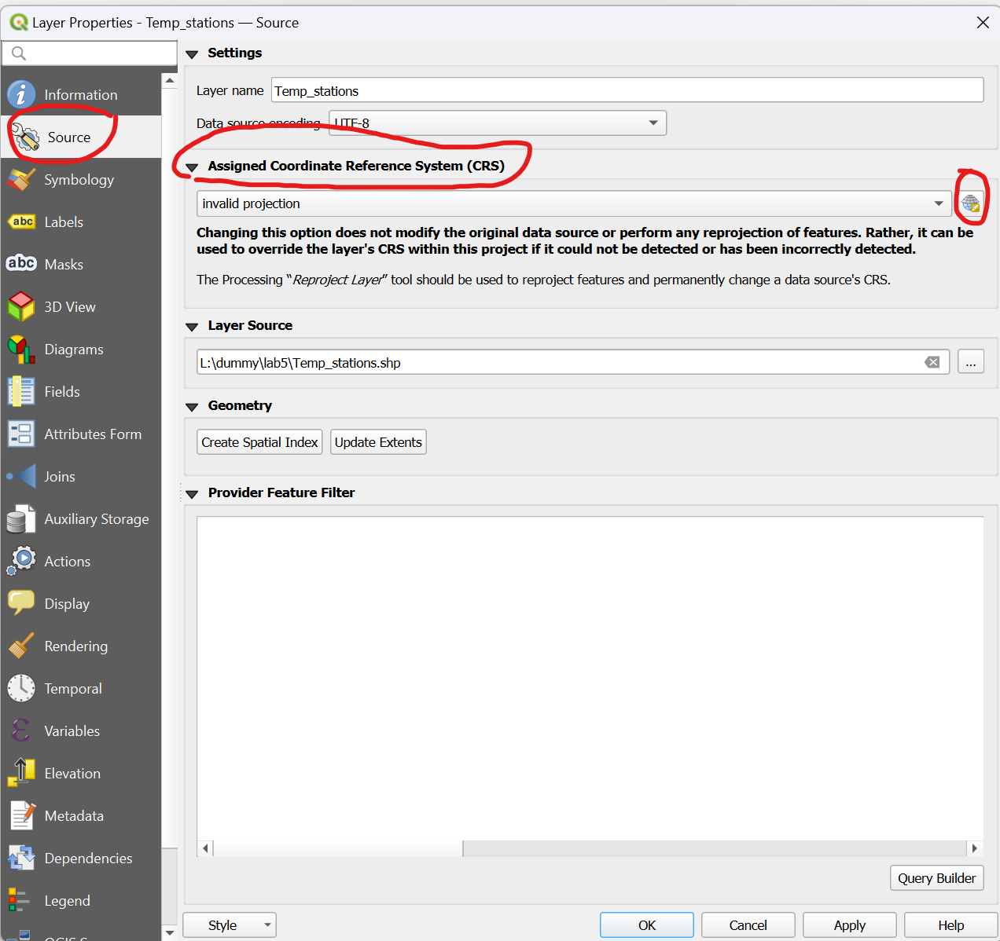 Layer Properties - Temp_stations — Source
Settings
Information
Layer name Temp_stations
Data source encoding UTF-8
Source
Assigned Coordinate Reference System (CRS)
Symbology
invalid projection
Labels
abc
Changing this option does not modify the original data source or perform any reprojection of features. Rather, it can be
used to override the layer's CRS within this project if it could not be detected or has been incorrectly detected.
abc
Masks
The Processing “Reproject Layer” tool should be used to reproject features and permanently change a data source's CRS.
3D View
Layer Source
Diagrams
L:\dummy\lab5\Temp_stations.shp
...
Fields
Geometry
Attributes Form
Create Spatial Index
Update Extents
Joins
Provider Feature Filter
Auxiliary Storage
Actions
Display
Rendering
Temporal
Variables
Elevation
Metadata
Dependencies
Query Builder
Legend
Style
OK
Cancel
Apply
Help